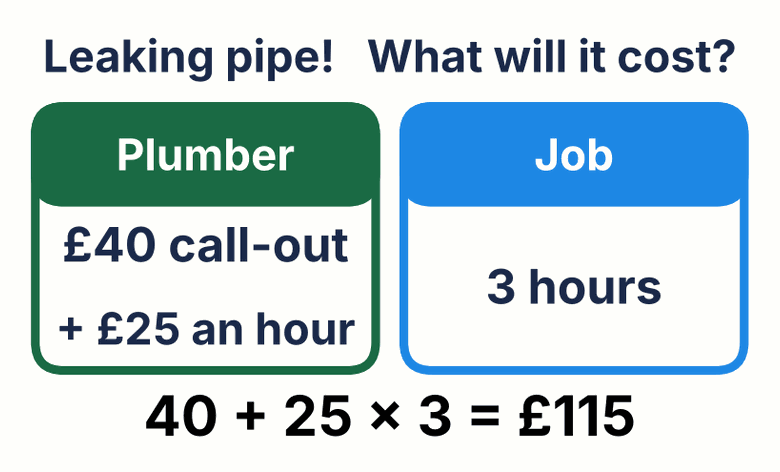 Leaking pipe! What will it cost?
Plumber
£40 call-out
+ £25 an hour
Job
3 hours
40 + 25 × 3 = £115